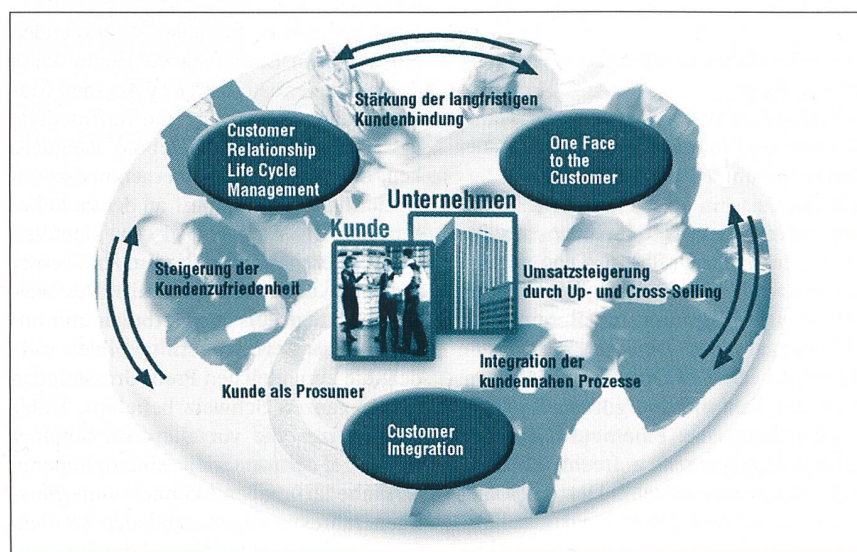 Stärkung der langfristigen
Kundenbindung
Customer
Relationship
Life Cycle
Management
One Face
to the
Customer
Unternehmen
Kunde
Steigerung der
Kundenzufriedenheit
Umsatzsteigerung
durch Up- und Cross-Selling
Integration der
kundennahen Prozesse
Kunde als Prosumer
Customer
Integration